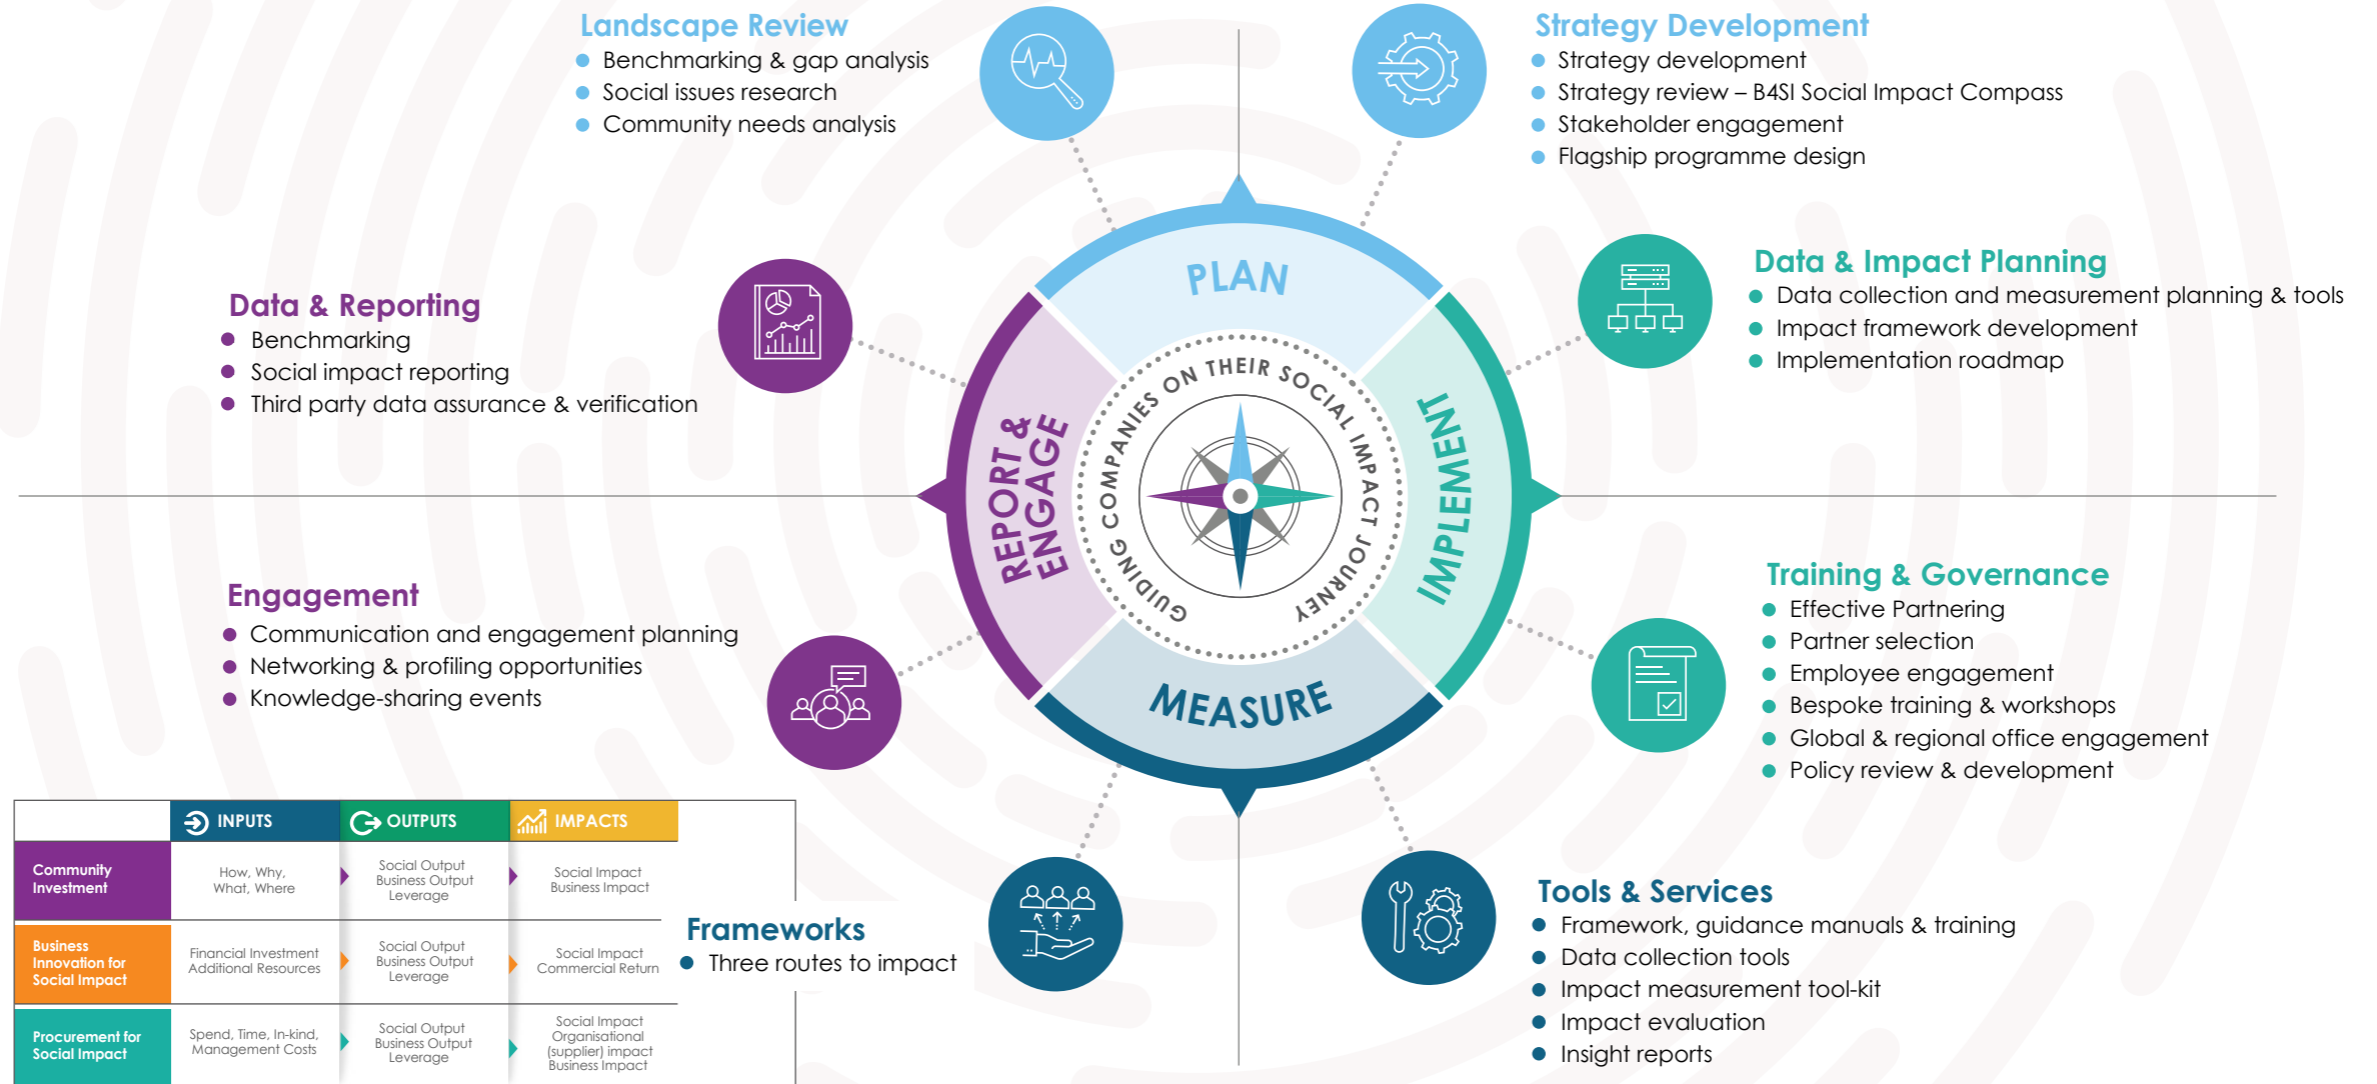 Landscape Review
Benchmarking & gap analysis
Social issues research
Community needs analysis
Strategy Development
Strategy development
Strategy review – B4SI Social Impact Compass
Stakeholder engagement
Flagship programme design
Data & Reporting
Benchmarking
Social impact reporting
Third party data assurance & verification
Data & Impact Planning
Data collection and measurement planning & tools
Impact framework development
Implementation roadmap
PLAN
IMPLEMENT
MEASURE
REPORT &
ENGAGE
GUIDING COMPANIES ON THEIR SOCIAL IMPACT JOURNEY
Engagement
Communication and engagement planning
Networking & profiling opportunities
Knowledge-sharing events
Training & Governance
Effective Partnering
Partner selection
Employee engagement
Bespoke training & workshops
Global & regional office engagement
Policy review & development
INPUTS
OUTPUTS
IMPACTS
Community
Investment
How, Why,
What, Where
Social Output
Business Output
Leverage
Social Impact
Business Impact
Business
Innovation for
Social Impact
Financial Investment
Additional Resources
Social Output
Business Output
Leverage
Social Impact
Commercial Return
Procurement for
Social Impact
Spend, Time, In-kind,
Management Costs
Social Output
Business Output
Leverage
Social Impact
Organisational
(supplier) impact
Business Impact
Frameworks
Three routes to impact
Tools & Services
Framework, guidance manuals & training
Data collection tools
Impact measurement tool-kit
Impact evaluation
Insight reports